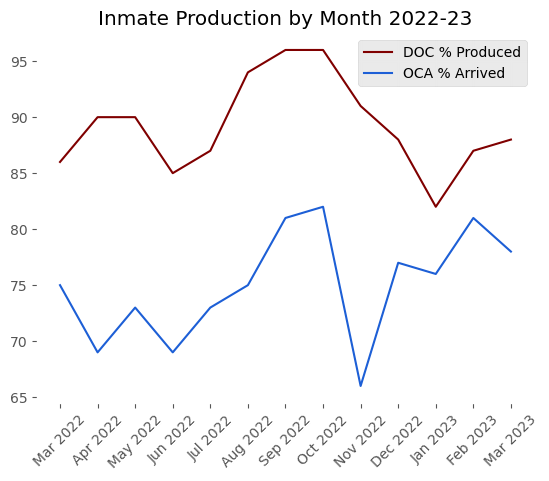 Inmate Production by Month 2022-23
DOC % Produced
OCA % Arrived
95
90
85
80
75
70
65
Mar 2022
Apr 2022
May 2022
Jun 2022
Jul 2022
Aug 2022
Sep 2022
Oct 2022
Nov 2022
Dec 2022
Jan 2023
Feb 2023
Mar 2023